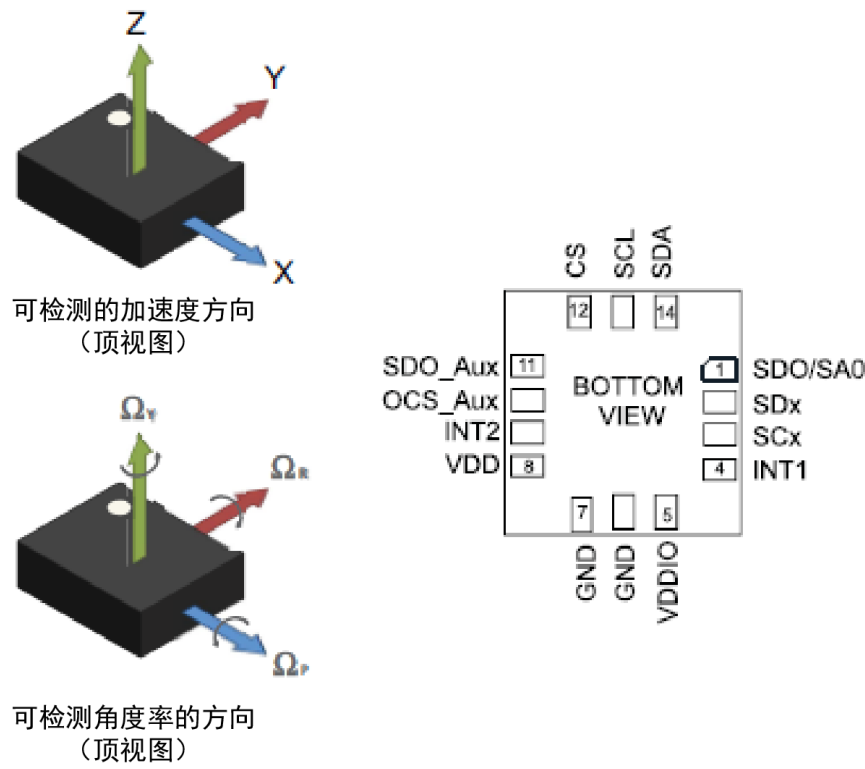 Z
Y
X
可检测的加速度方向
（顶视图）
Ω Y
Ω R
Ω P
可检测角度率的方向
（顶视图）
CS
SCL
SDA
12
14
SDO_Aux
11
1
SDO/SA0
OCS_Aux
BOTTOM
VIEW
SDx
INT2
SCx
VDD
8
4
INT1
7
5
GND
GND
VDDIO